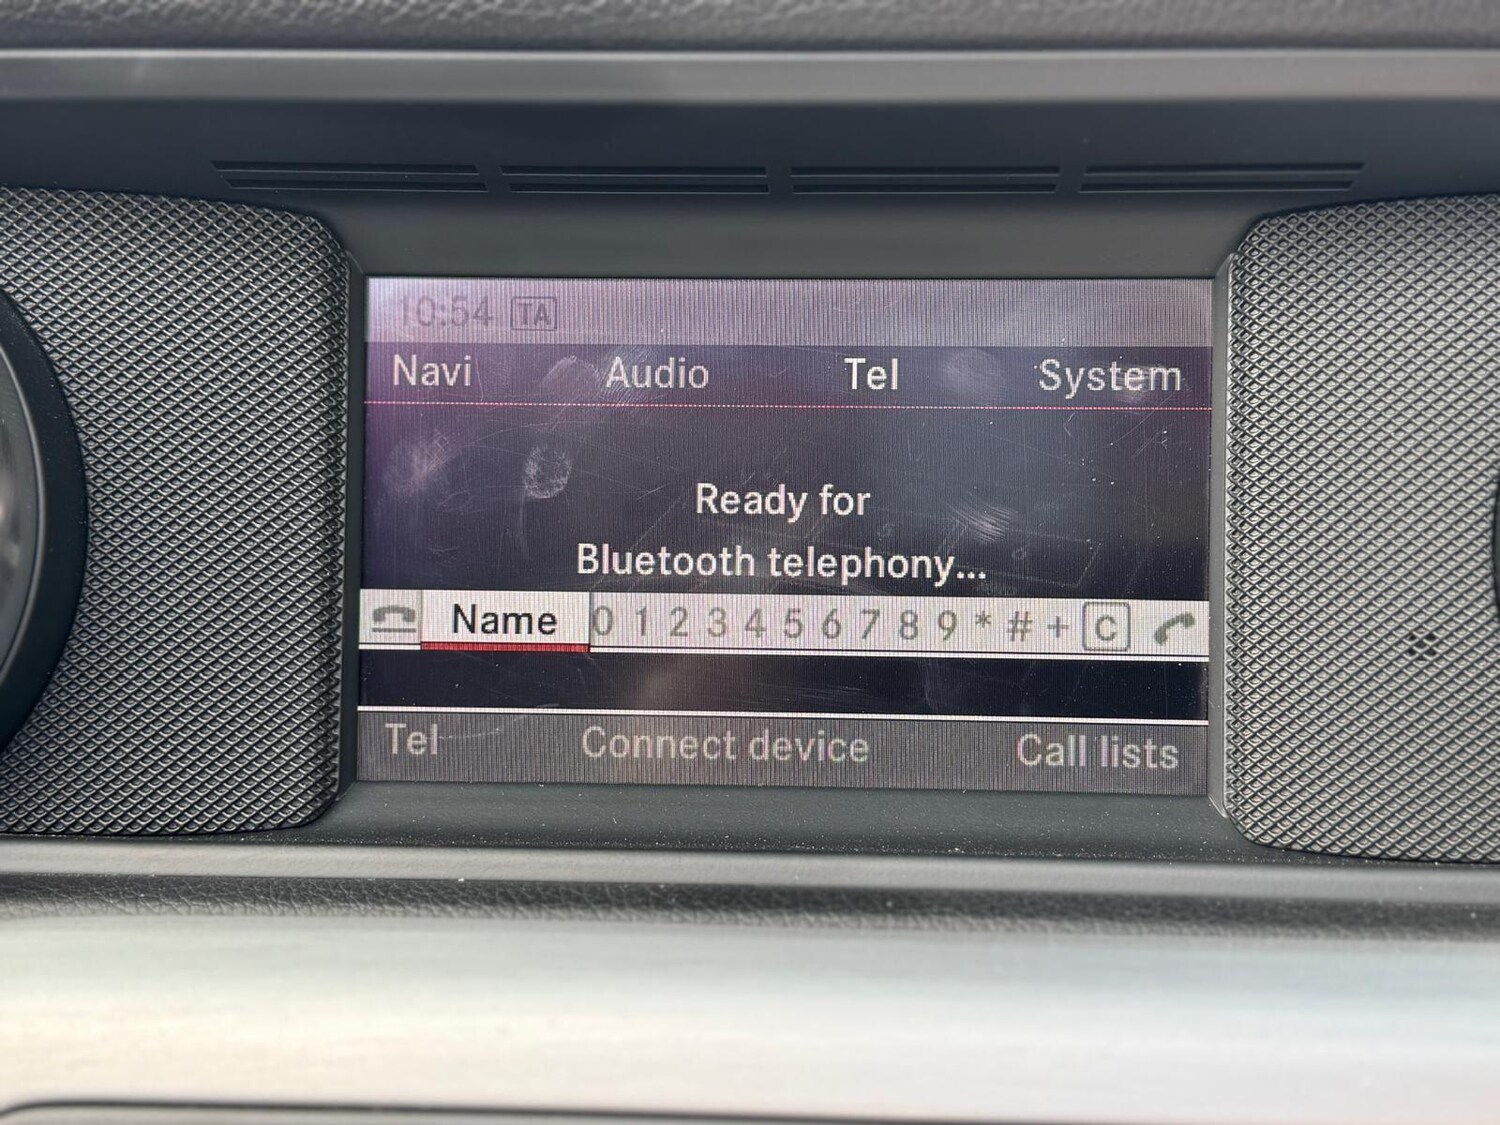 10:54 TA
Navi Audio Tel System
Ready for
Bluetooth telephony...
Name 0 1 2 3 4 5 6 7 8 9 * # + C
Tel Connect device Call lists